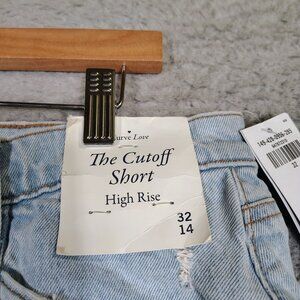 Curve Love
The Cutoff
Short
High Rise
32
14